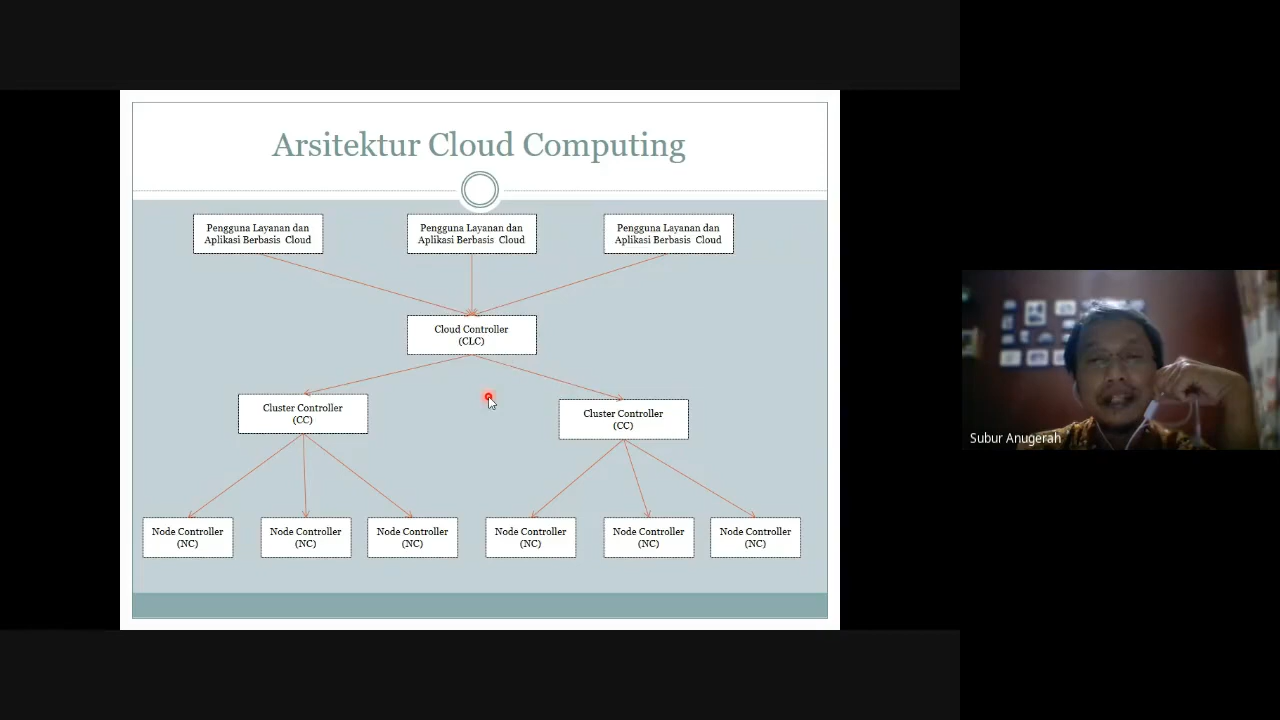 Arsitektur Cloud Computing
Pengguna Layanan dan
Aplikasi Berbasis Cloud
Pengguna Layanan dan
Aplikasi Berbasis Cloud
Pengguna Layanan dan
Aplikasi Berbasis Cloud
Cloud Controller
(CLC)
Cluster Controller
(CC)
Cluster Controller
(CC)
Node Controller
(NC)
Node Controller
(NC)
Node Controller
(NC)
Node Controller
(NC)
Node Controller
(NC)
Node Controller
(NC)
Subur Anugerah